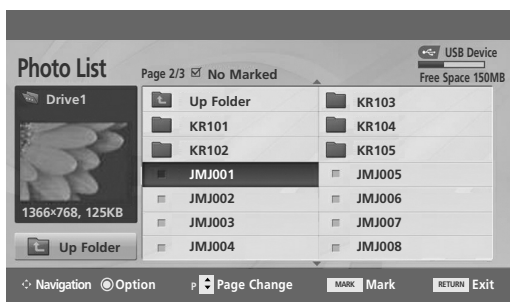 USB Device
Photo List
Page 2/3 ☑ No Marked
Free Space 150MB
Drive1
1366×768, 125KB
Up Folder
Up Folder
KR101
KR102
JMJ001
JMJ002
JMJ003
JMJ004
KR103
KR104
KR105
JMJ005
JMJ006
JMJ007
JMJ008
Navigation
Option
P Page Change
MARK Mark
RETURN Exit